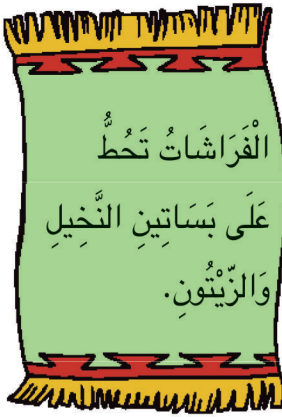 الْفَرَاشَاتُ تَحُطُّ
عَلَى بَسَاتِينِ النَّخِيلِ
وَالزَّيْتُونِ.